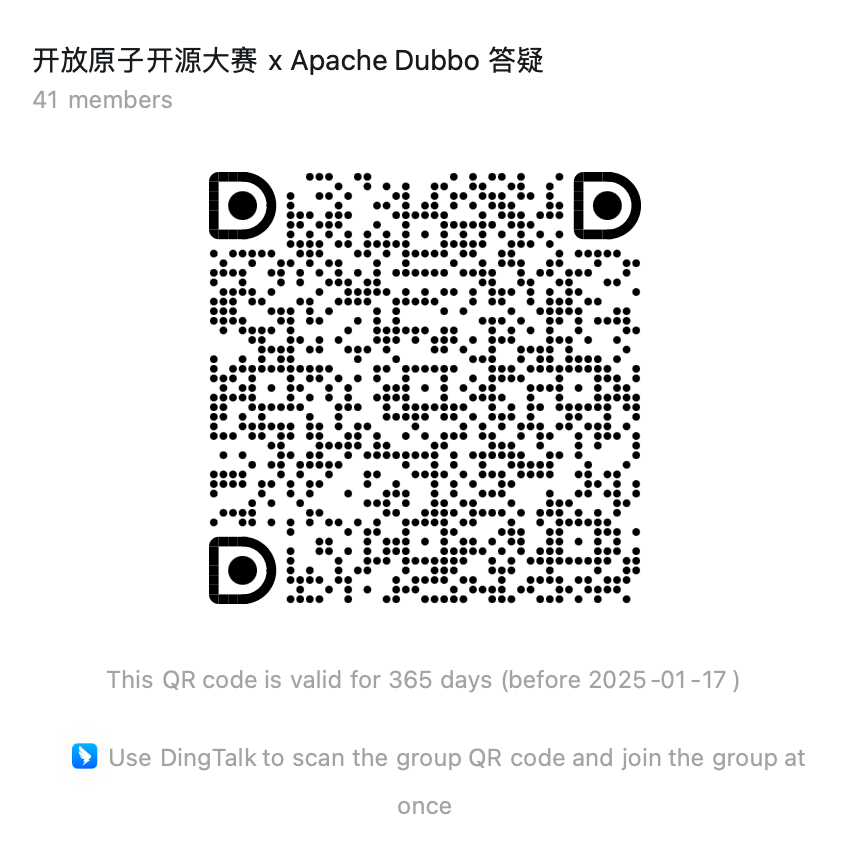 开放原子开源大赛 x Apache Dubbo 答疑
41 members
This QR code is valid for 365 days (before 2025-01-17)
Use DingTalk to scan the group QR code and join the group at
once